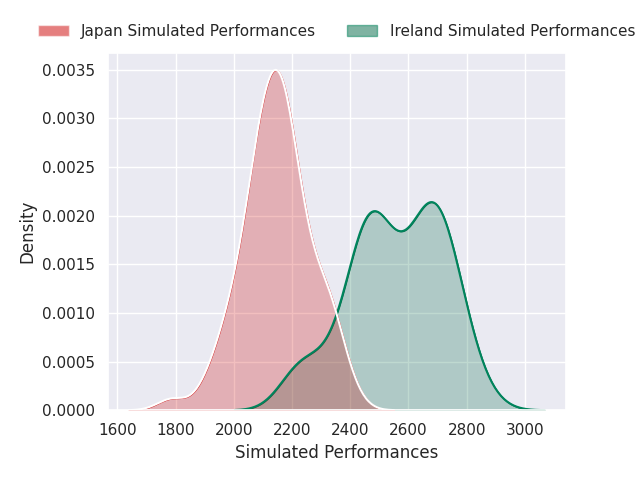 Japan Simulated Performances
Ireland Simulated Performances
0.0035
0.0030
0.0025
0.0020
0.0015
0.0010
0.0005
0.0000
Density
1600 1800 2000 2200 2400 2600 2800 3000
Simulated Performances